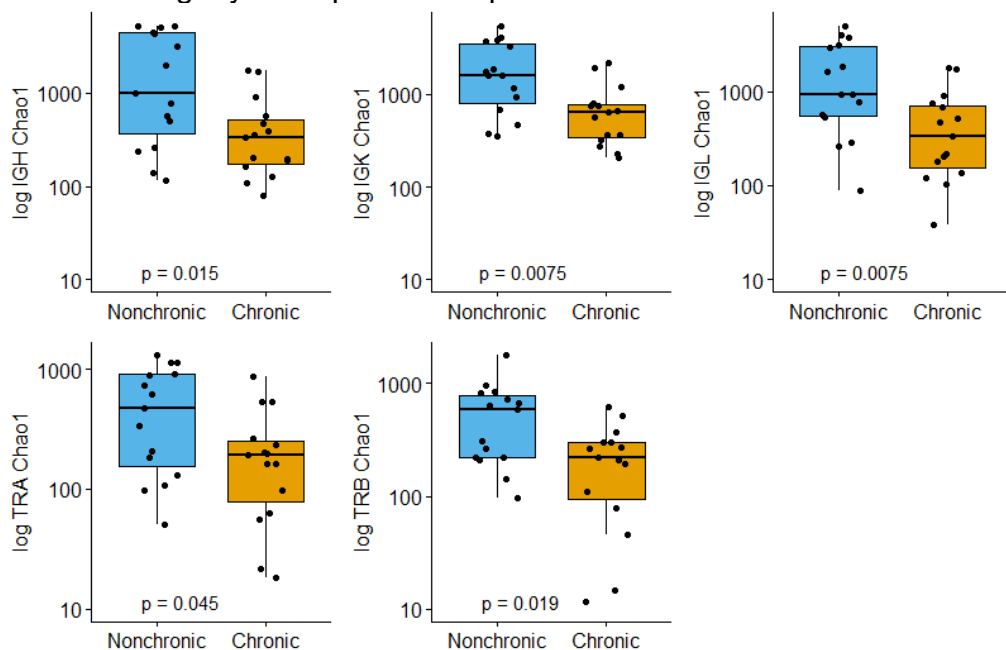 log IGH Chao1
1000
100
10
p = 0.015
Nonchronic Chronic
log IGK Chao1
1000
100
10
p = 0.0075
Nonchronic Chronic
log IGL Chao1
1000
100
10
p = 0.0075
Nonchronic Chronic
log TRA Chao1
1000
100
10
p = 0.045
Nonchronic Chronic
log TRB Chao1
1000
100
10
p = 0.019
Nonchronic Chronic